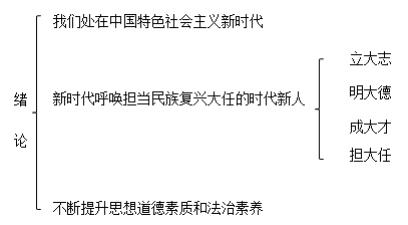 绪论
我们处在中国特色社会主义新时代
新时代呼唤担当民族复兴大任的时代新人
立大志
明大德
成大才
担大任
不断提升思想道德素质和法治素养